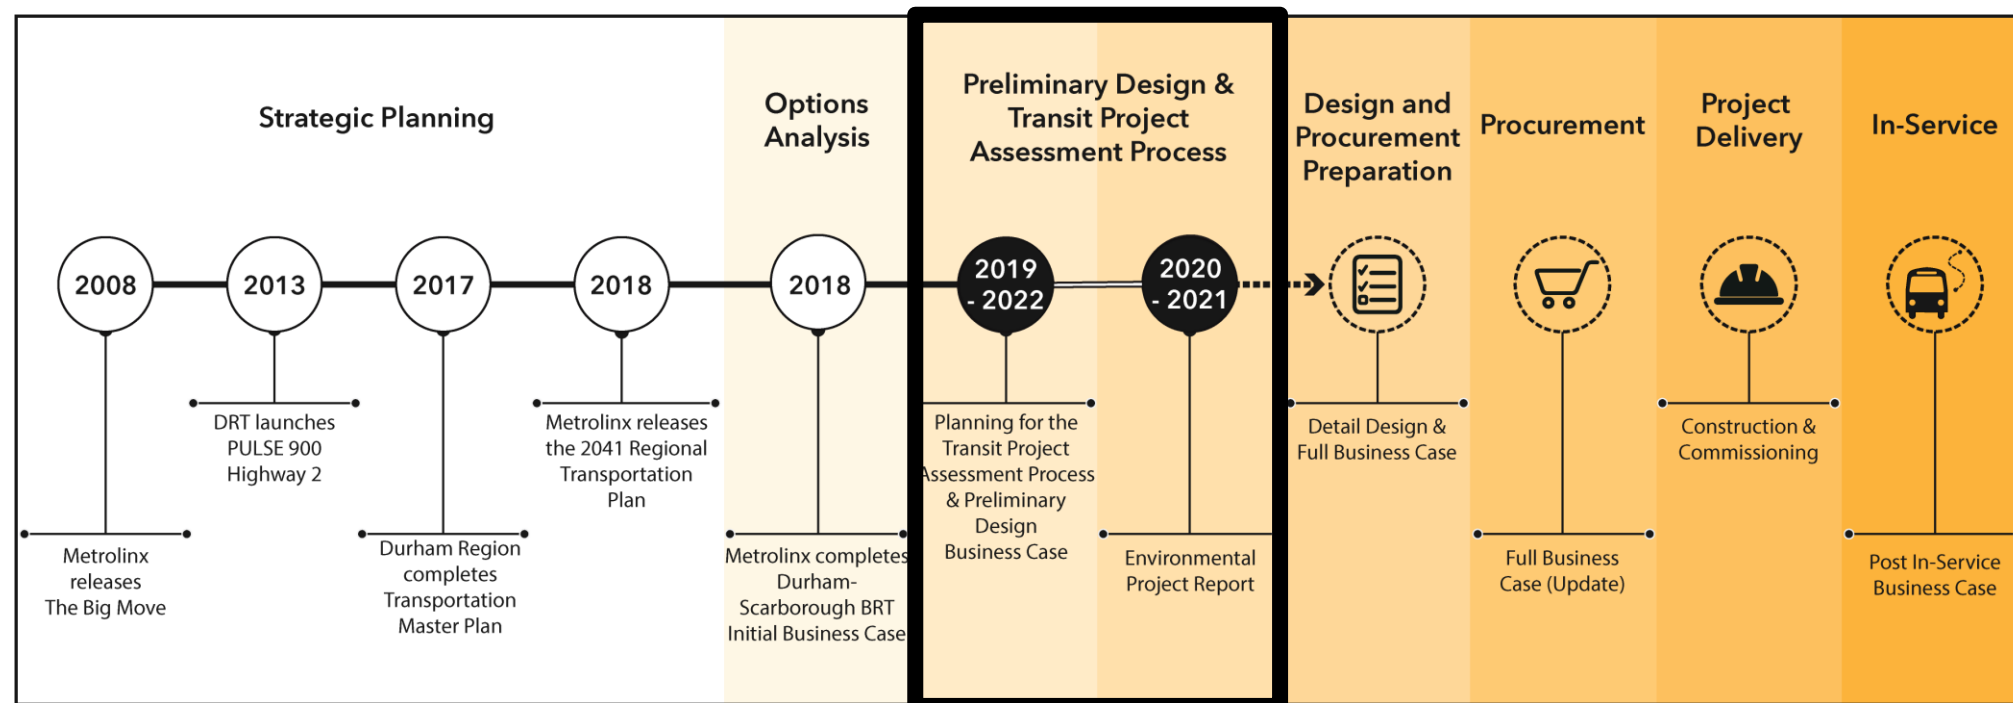 Strategic Planning
Options
Analysis
Preliminary Design &
Transit Project
Assessment Process
Design and
Procurement
Preparation
Procurement
Project
Delivery
In-Service
2008
2013
2017
2018
2018
2019
- 2022
2020
- 2021
Metrolinx
releases
The Big Move
DRT launches
PULSE 900
Highway 2
Durham Region
completes
Transportation
Master Plan
Metrolinx releases
the 2041 Regional
Transportation
Plan
Metrolinx completes
Durham-
Scarborough BRT
Initial Business Case
Planning for the
Transit Project
Assessment Process
& Preliminary
Design
Business Case
Environmental
Project Report
Detail Design &
Full Business Case
Full Business
Case (Update)
Construction &
Commissioning
Post In-Service
Business Case